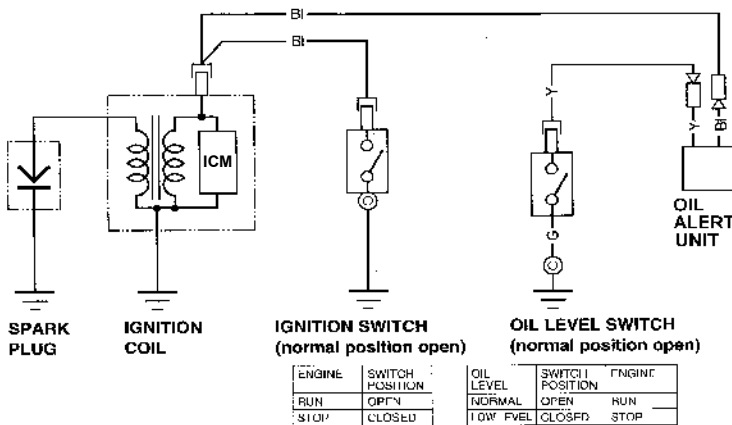 Bl
Bl
Y
Y
Bl
ICM
G
OIL
ALERT
UNIT
SPARK
PLUG
IGNITION
COIL
IGNITION SWITCH
(normal position open)
OIL LEVEL SWITCH
(normal position open)
ENGINE SWITCH POSITION
RUN OPEN
STOP CLOSED
OIL LEVEL SWITCH POSITION ENGINE
NORMAL OPEN RUN
LOW LEVEL CLOSED STOP